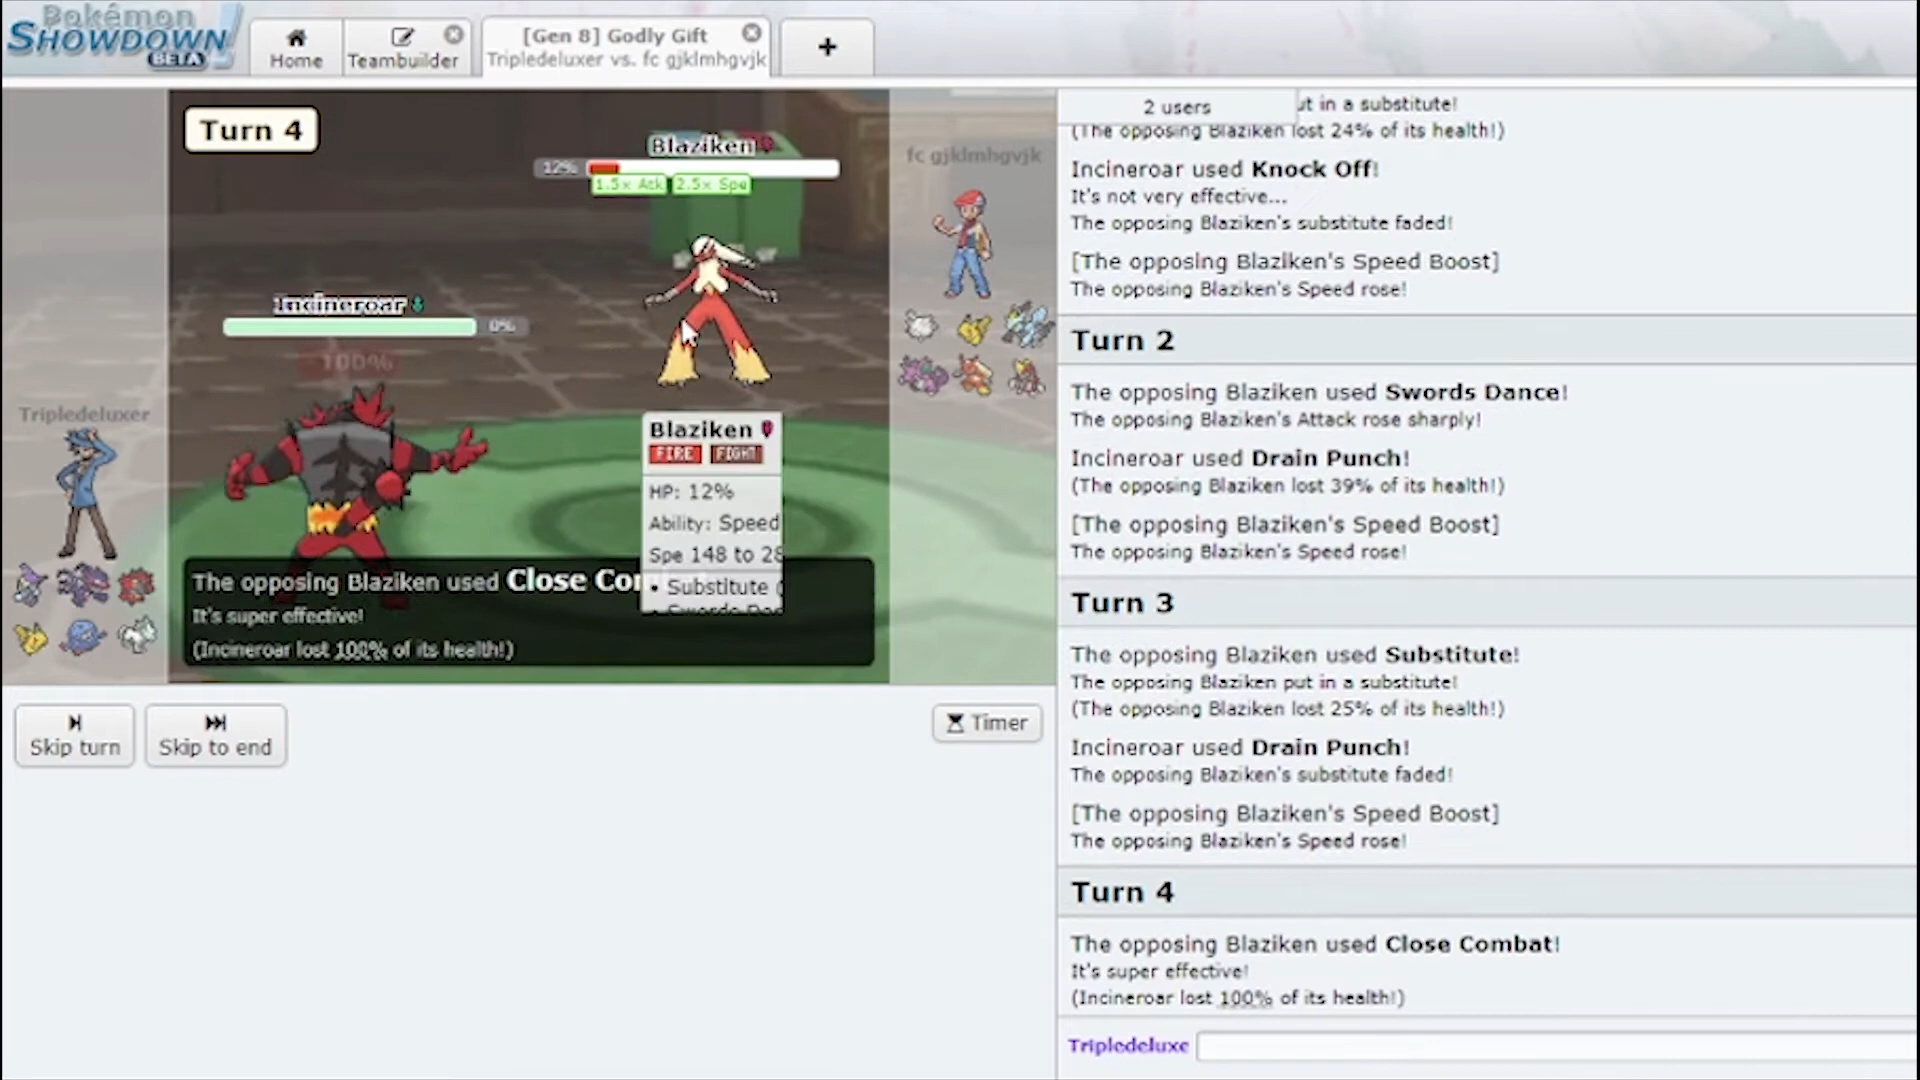 Pokémon
SHOWDOWN!
BETA
Home
Teambuilder
[Gen 8] Godly Gift
Tripledeluxer vs. fc gjklmhgvjk
+
Turn 4
Blaziken
12%
1.5× Atk
2.5× Spe
fc gjklmhgvjk
Incineroar
0%
100%
Tripledeluxer
Blaziken
FIRE
FIGHT
HP: 12%
Ability: Speed
Spe 148 to 28
• Substitute (
The opposing Blaziken used Close Com
It's super effective!
(Incineroar lost 100% of its health!)
Skip turn
Skip to end
Timer
2 users
ut in a substitute!
(The opposing Blaziken lost 24% of its health!)
Incineroar used Knock Off!
It's not very effective...
The opposing Blaziken's substitute faded!
[The opposing Blaziken's Speed Boost]
The opposing Blaziken's Speed rose!
Turn 2
The opposing Blaziken used Swords Dance!
The opposing Blaziken's Attack rose sharply!
Incineroar used Drain Punch!
(The opposing Blaziken lost 39% of its health!)
[The opposing Blaziken's Speed Boost]
The opposing Blaziken's Speed rose!
Turn 3
The opposing Blaziken used Substitute!
The opposing Blaziken put in a substitute!
(The opposing Blaziken lost 25% of its health!)
Incineroar used Drain Punch!
The opposing Blaziken's substitute faded!
[The opposing Blaziken's Speed Boost]
The opposing Blaziken's Speed rose!
Turn 4
The opposing Blaziken used Close Combat!
It's super effective!
(Incineroar lost 100% of its health!)
Tripledeluxe